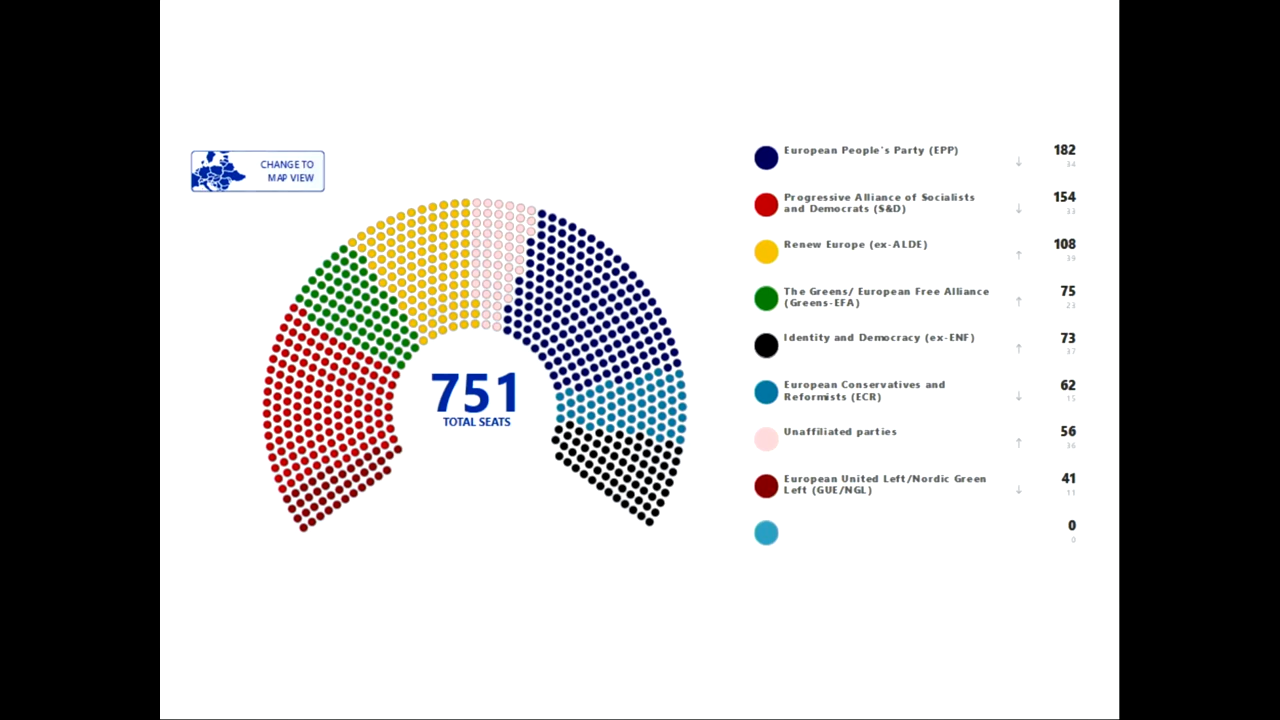 CHANGE TO
MAP VIEW
751
TOTAL SEATS
European People's Party (EPP)
↓
182
34
Progressive Alliance of Socialists
and Democrats (S&D)
↓
154
33
Renew Europe (ex-ALDE)
↑
108
39
The Greens/ European Free Alliance
(Greens-EFA)
↑
75
23
Identity and Democracy (ex-ENF)
↑
73
37
European Conservatives and
Reformists (ECR)
↓
62
15
Unaffiliated parties
↑
56
36
European United Left/Nordic Green
Left (GUE/NGL)
↓
41
11
0
0